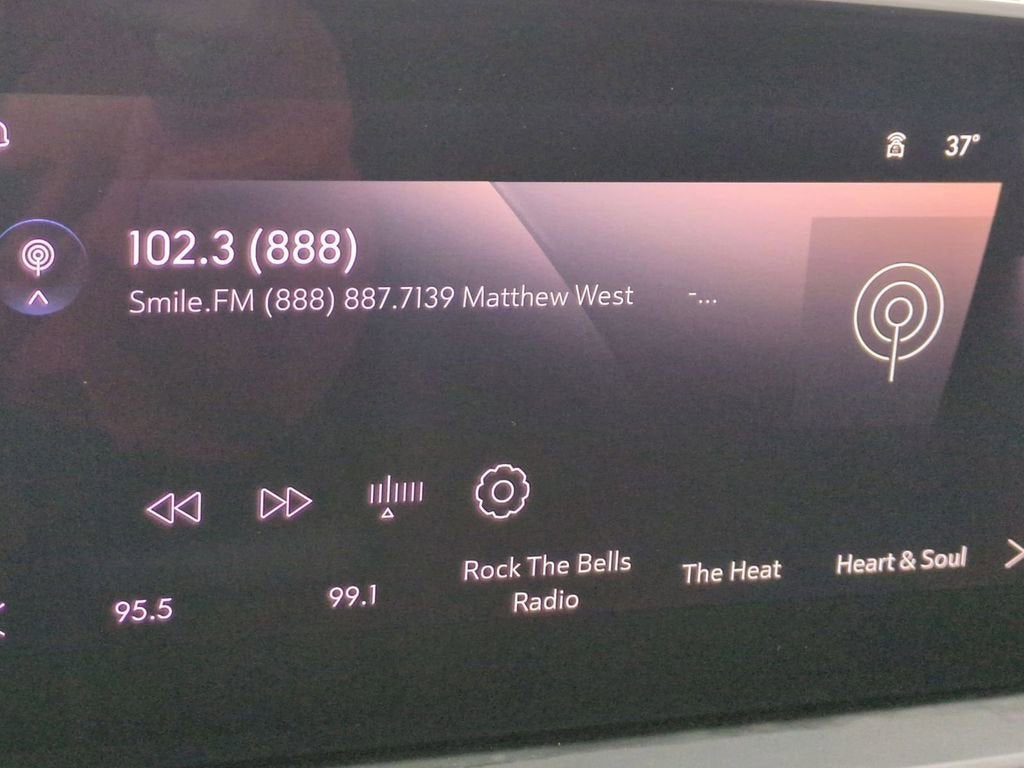 37°
102.3 (888)
Smile.FM (888) 887.7139 Matthew West -...
95.5
99.1
Rock The Bells
Radio
The Heat
Heart & Soul